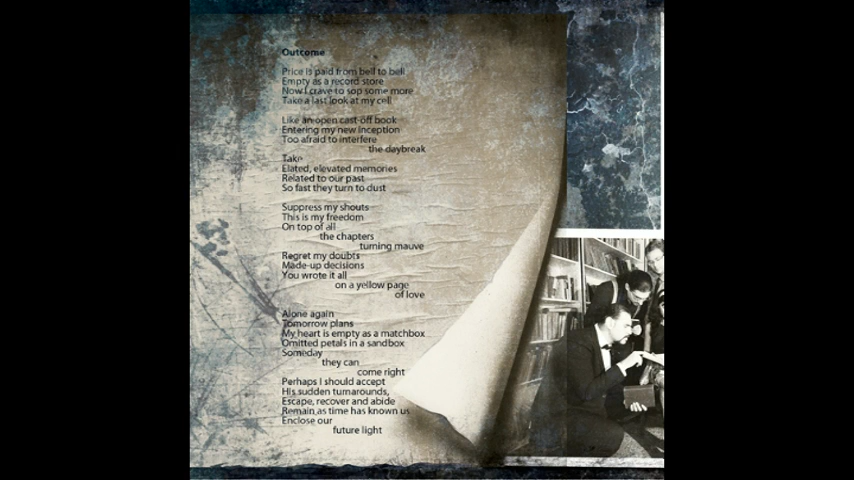 Outcome
Price is paid from bell to bell
Empty as a record store
Now I crave to sop some more
Take a last look at my cell
Like an open cast-off book
Entering my new inception
Too afraid to interfere
the daybreak
Take
Elated, elevated memories
Related to our past
So fast they turn to dust
Suppress my shouts
This is my freedom
On top of all
the chapters
turning mauve
Regret my doubts
Made-up decisions
You wrote it all
on a yellow page
of love
Alone again
Tomorrow plans
My heart is empty as a matchbox
Omitted petals in a sandbox
Someday
they can
come right
Perhaps I should accept
His sudden turnarounds,
Escape, recover and abide
Remain as time has known us
Enclose our
future light